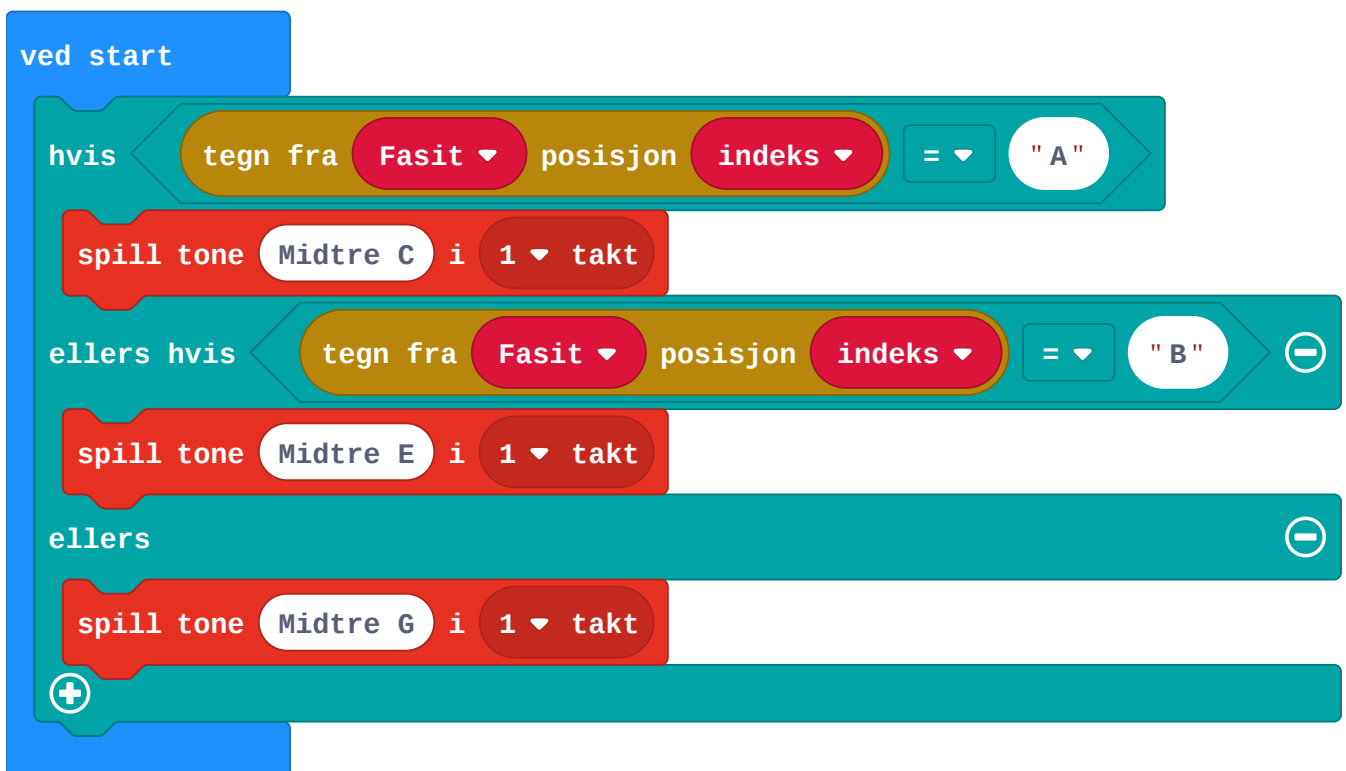 ved start
hvis tegn fra Fasit posisjon indeks = "A"
spill tone Midtre C i 1 takt
ellers hvis tegn fra Fasit posisjon indeks = "B"
spill tone Midtre E i 1 takt
ellers
spill tone Midtre G i 1 takt